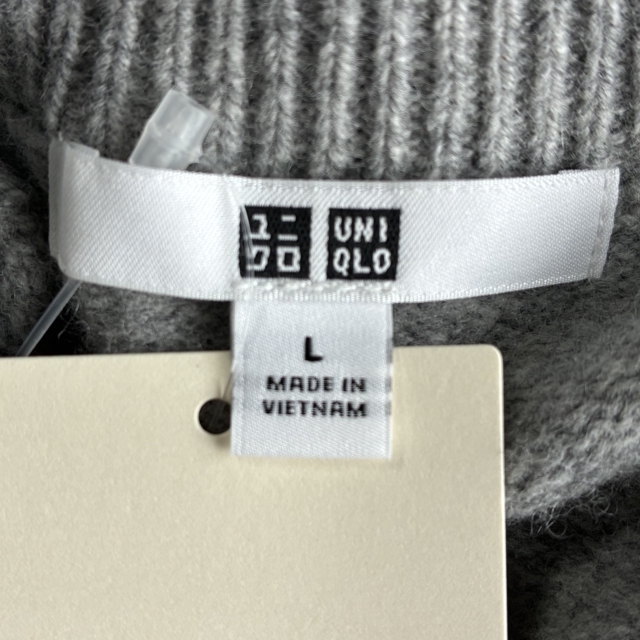 ユニ UNI
クロ QLO
L
MADE IN
VIETNAM